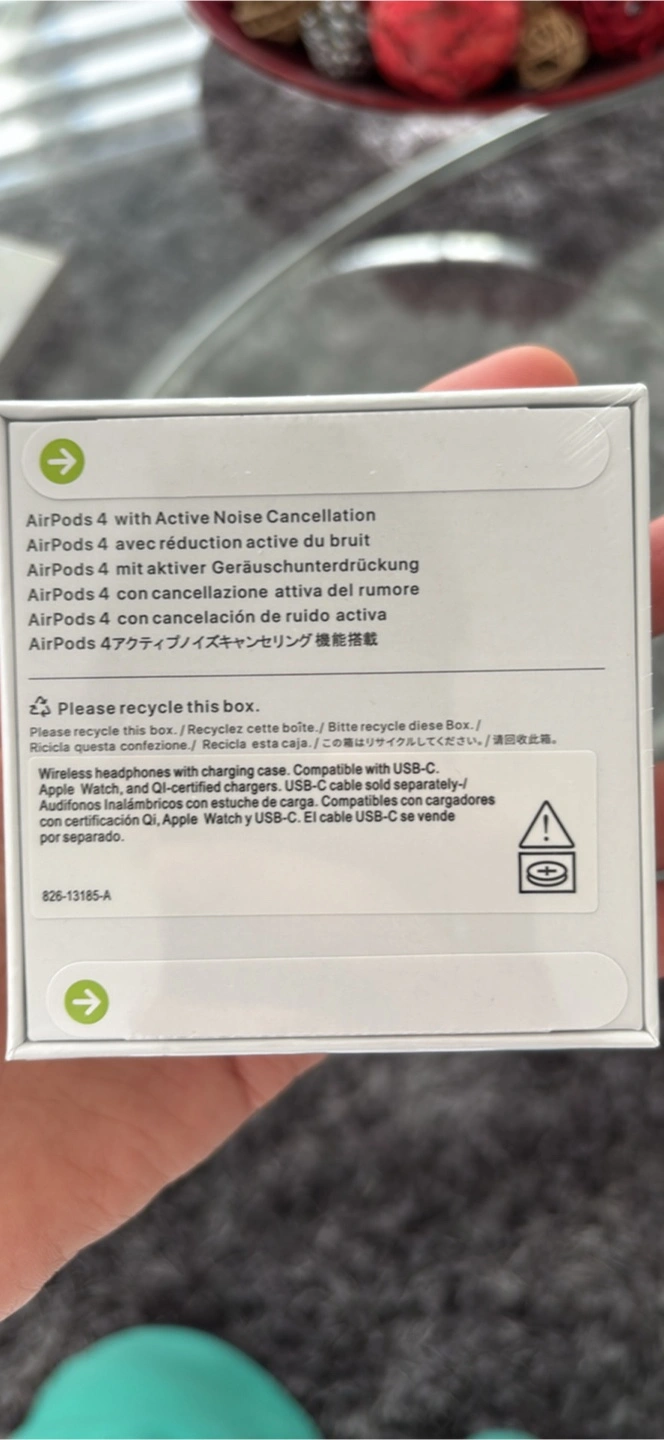 AirPods 4 with Active Noise Cancellation
AirPods 4 avec réduction active du bruit
AirPods 4 mit aktiver Geräuschunterdrückung
AirPods 4 con cancellazione attiva del rumore
AirPods 4 con cancelación de ruido activa
AirPods 4アクティブノイズキャンセリング機能搭載
Please recycle this box.
Please recycle this box./Recyclez cette boîte./ Bitte recycle diese Box./
Ricicla questa confezione./ Recicla esta caja./この箱はリサイクルしてください。/请回收此箱。
Wireless headphones with charging case. Compatible with USB-C.
Apple Watch, and QI-certified chargers. USB-C cable sold separately-/
Audifonos Inalámbricos con estuche de carga. Compatibles con cargadores
con certificación Qi, Apple Watch y USB-C. El cable USB-C se vende
por separado.
826-13185-A